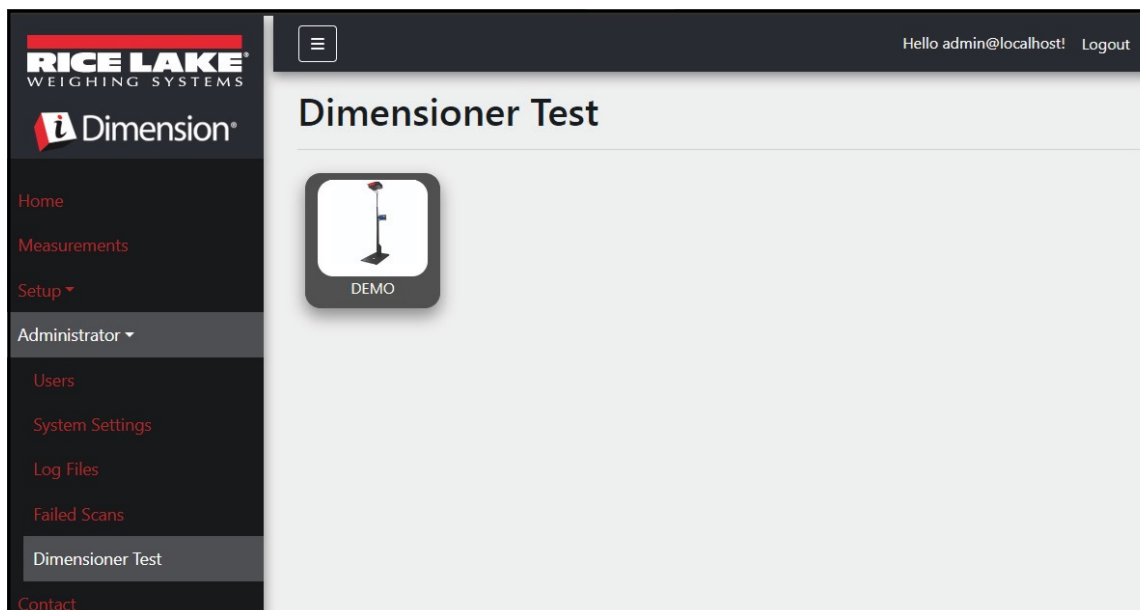 RICE LAKE®
WEIGHING SYSTEMS
iDimension®
Home
Measurements
Setup
Administrator
Users
System Settings
Log Files
Failed Scans
Dimensioner Test
Contact
Hello admin@localhost! Logout
Dimensioner Test
DEMO